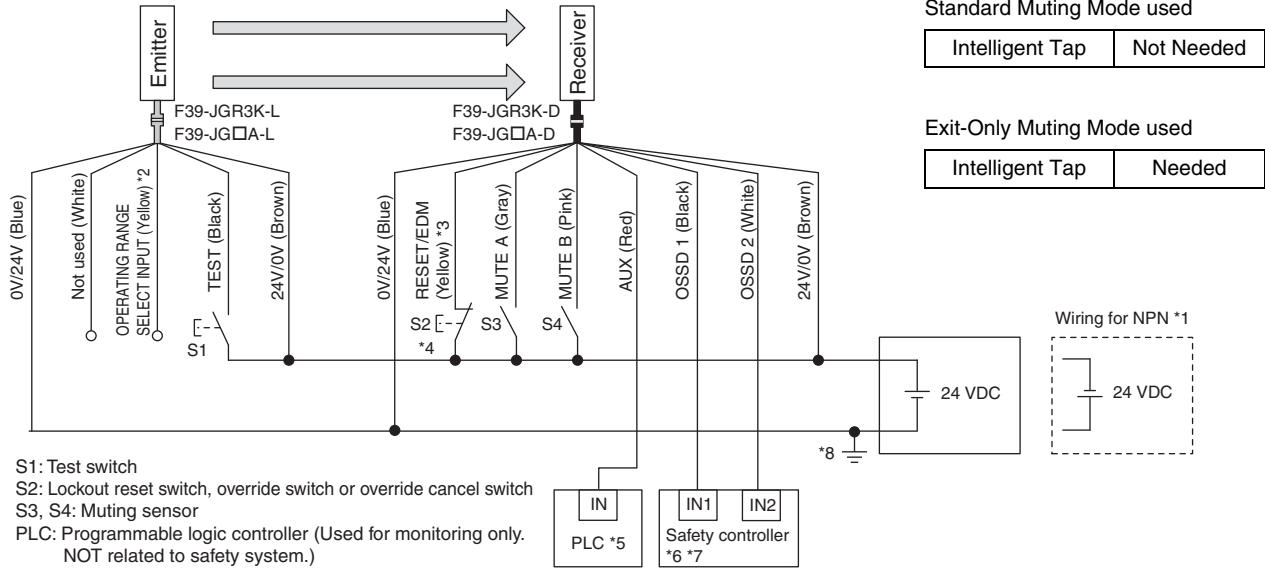 Standard Muting Mode used
Intelligent Tap Not Needed
Exit-Only Muting Mode used
Intelligent Tap Needed
Emitter
Receiver
F39-JGR3K-L
F39-JG□A-L
F39-JGR3K-D
F39-JG□A-D
0V/24V (Blue)
Not used (White)
OPERATING RANGE
SELECT INPUT (Yellow) *2
TEST (Black)
24V/0V (Brown)
0V/24V (Blue)
RESET/EDM
(Yellow) *3
MUTE A (Gray)
MUTE B (Pink)
AUX (Red)
OSSD 1 (Black)
OSSD 2 (White)
24V/0V (Brown)
S1
S2
*4
S3
S4
24 VDC
Wiring for NPN *1
24 VDC
*8
S1: Test switch
S2: Lockout reset switch, override switch or override cancel switch
S3, S4: Muting sensor
PLC: Programmable logic controller (Used for monitoring only.
NOT related to safety system.)
IN
PLC *5
IN1
IN2
Safety controller
*6 *7